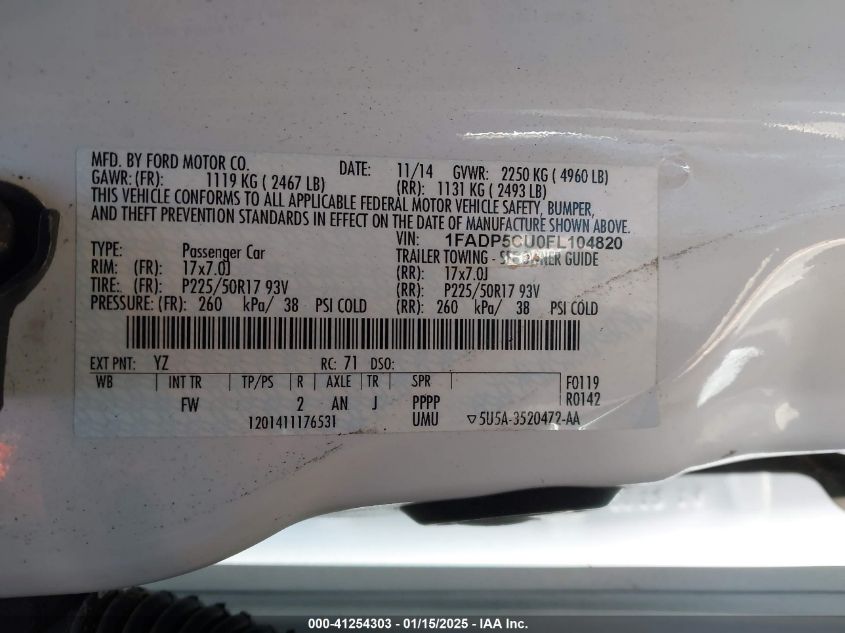 MFD. BY FORD MOTOR CO. DATE: 11/14 GVWR: 2250 KG ( 4960 LB)
GAWR: (FR): 1119 KG ( 2467 LB) (RR): 1131 KG ( 2493 LB)
THIS VEHICLE CONFORMS TO ALL APPLICABLE FEDERAL MOTOR VEHICLE SAFETY, BUMPER,
AND THEFT PREVENTION STANDARDS IN EFFECT ON THE DATE OF MANUFACTURE SHOWN ABOVE.
VIN: 1FADP5CU0FL104820
TYPE: Passenger Car TRAILER TOWING - OWNER GUIDE
RIM: (FR): 17x7.0J (RR): 17x7.0J
TIRE: (FR): P225/50R17 93V (RR): P225/50R17 93V
PRESSURE: (FR): 260 kPa/ 38 PSI COLD (RR): 260 kPa/ 38 PSI COLD
EXT PNT: YZ RC: 71 DSO:
WB INT TR TP/PS R AXLE TR SPR F0119
FW 2 AN J PPPP R0142
1201411176531 UMU ▽5U5A-3520472-AA
000-41254303 - 01/15/2025 - IAA Inc.